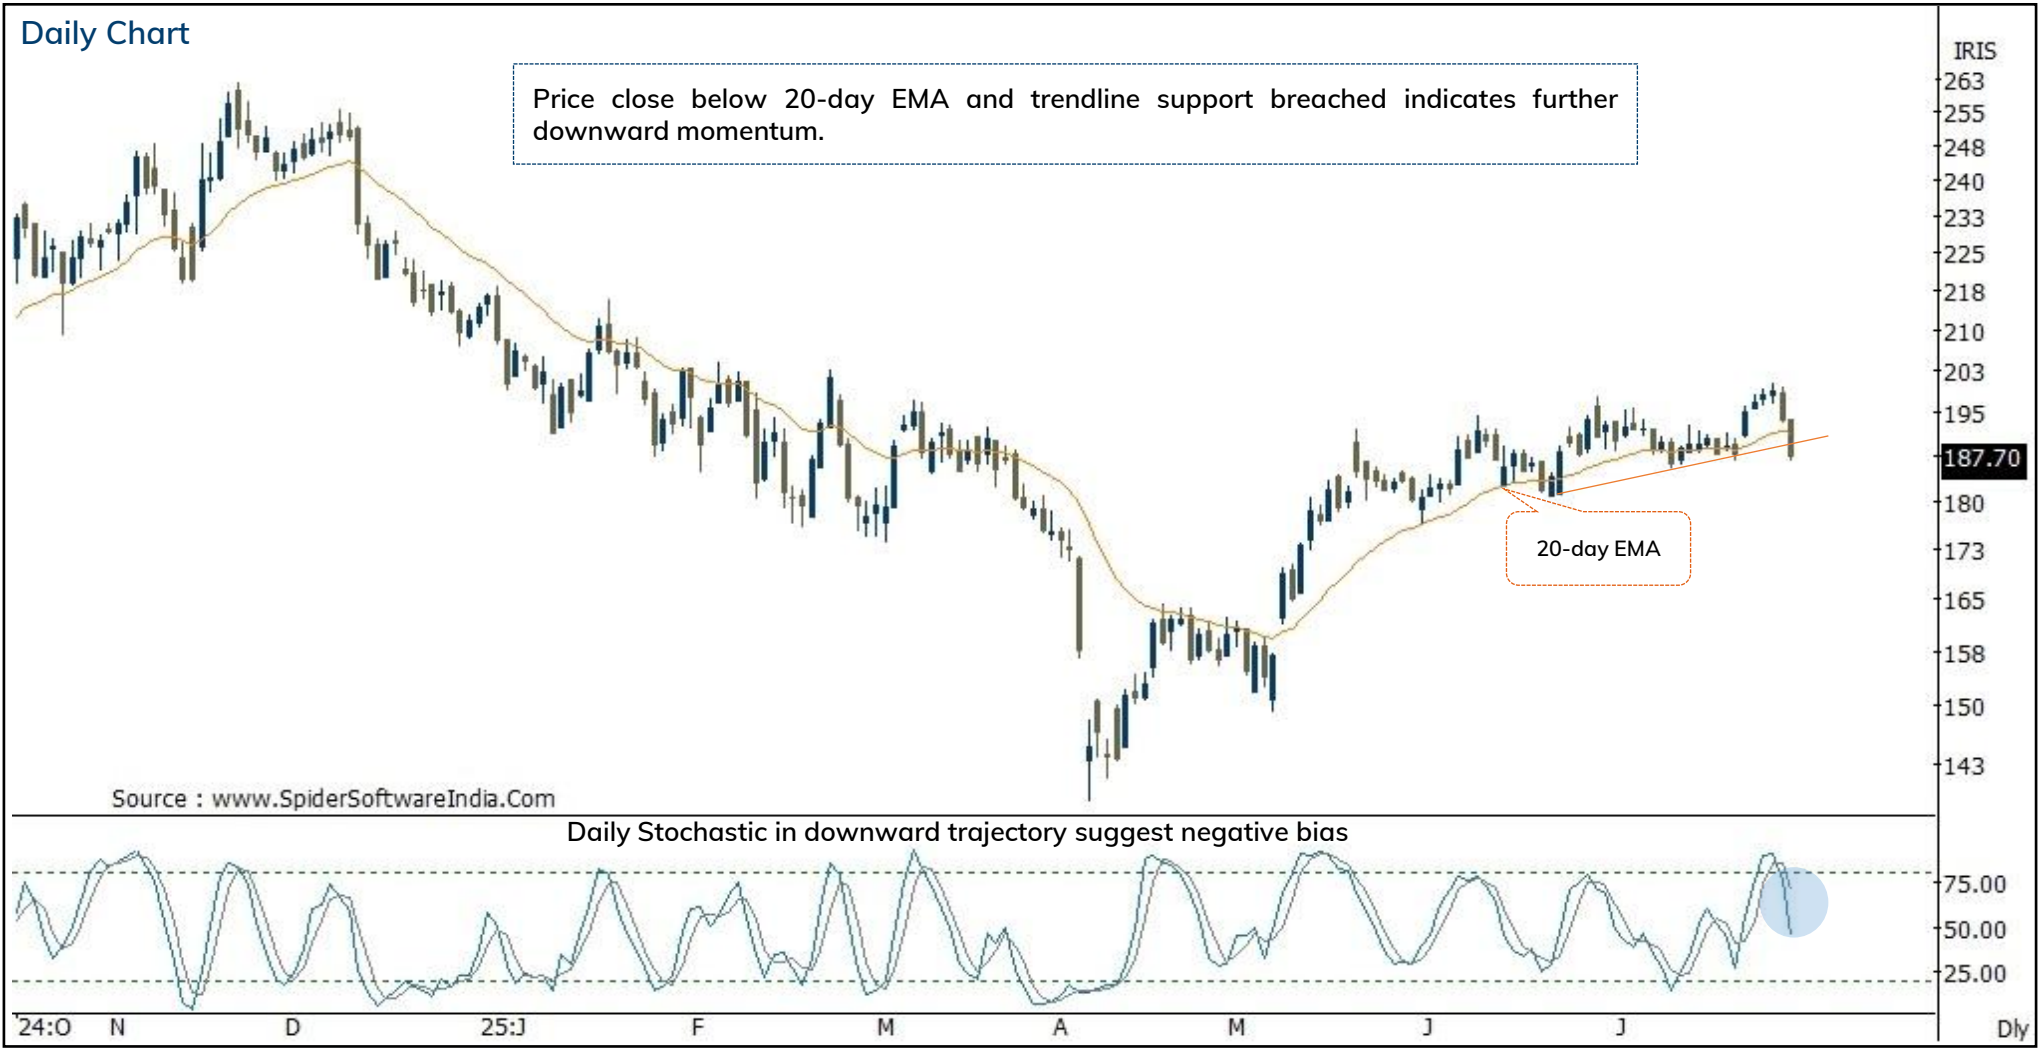 Daily Chart
Price close below 20-day EMA and trendline support breached indicates further
downward momentum.
IRIS
263
255
248
240
233
225
218
210
203
195
187.70
180
173
165
158
150
143
20-day EMA
Source : www.SpiderSoftwareIndia.Com
Daily Stochastic in downward trajectory suggest negative bias
75.00
50.00
25.00
'24:O N D 25:J F M A M J J Dly